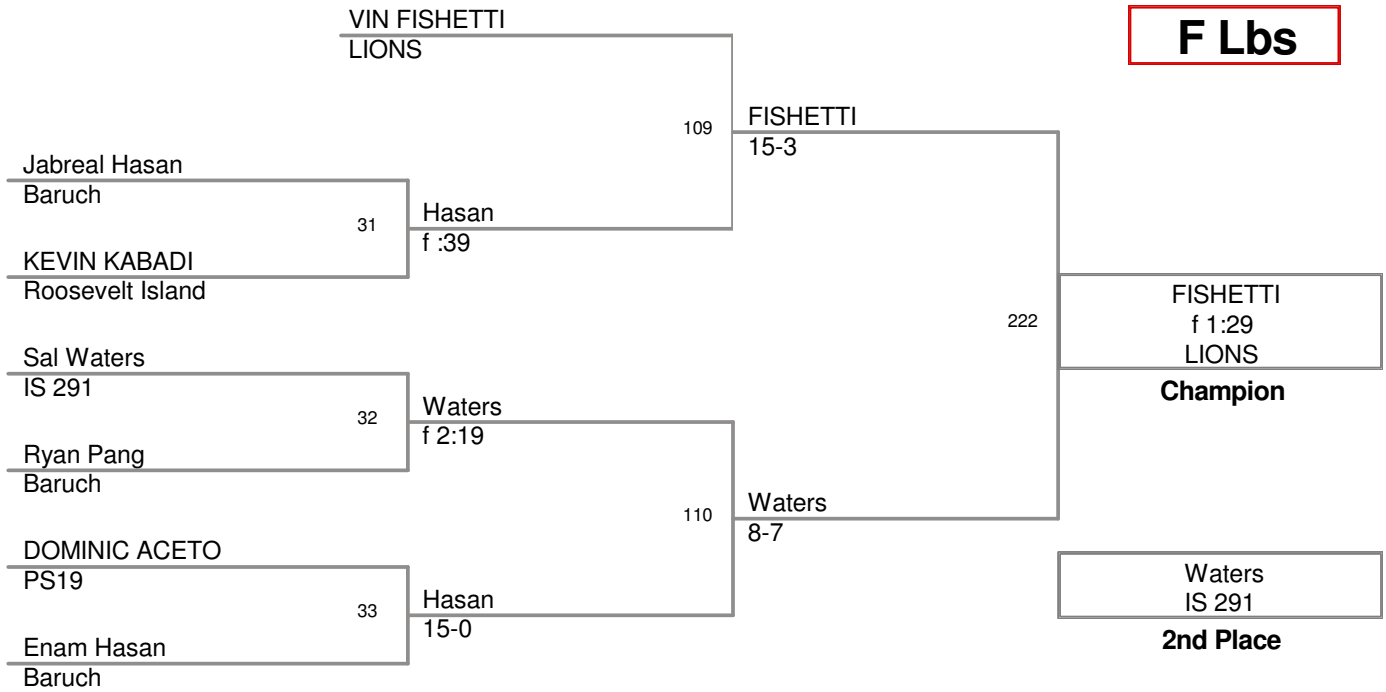 VIN FISHETTI
LIONS
F Lbs
109
FISHETTI
15-3
Jabreal Hasan
Baruch
31
Hasan
f :39
KEVIN KABADI
Roosevelt Island
222
FISHETTI
f 1:29
LIONS
Champion
Sal Waters
IS 291
32
Waters
f 2:19
Ryan Pang
Baruch
110
Waters
8-7
DOMINIC ACETO
PS19
33
Hasan
15-0
Enam Hasan
Baruch
Waters
IS 291
2nd Place